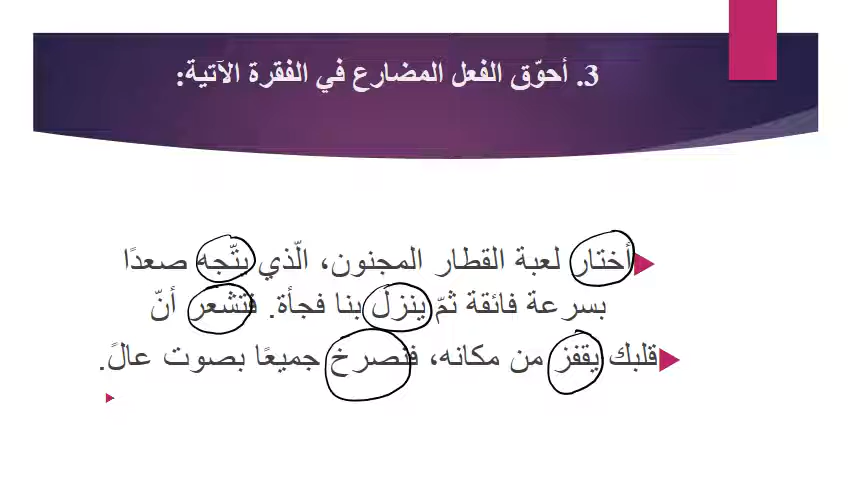 3. أحوّق الفعل المضارع في الفقرة الآتية:
أختار لعبة القطار المجنون، الّذي يتّجه صعدًا
بسرعة فائقة ثمّ ينزل بنا فجأة. فتشعر أنّ
قلبك يقفز من مكانه، فنصرخ جميعًا بصوت عالً.